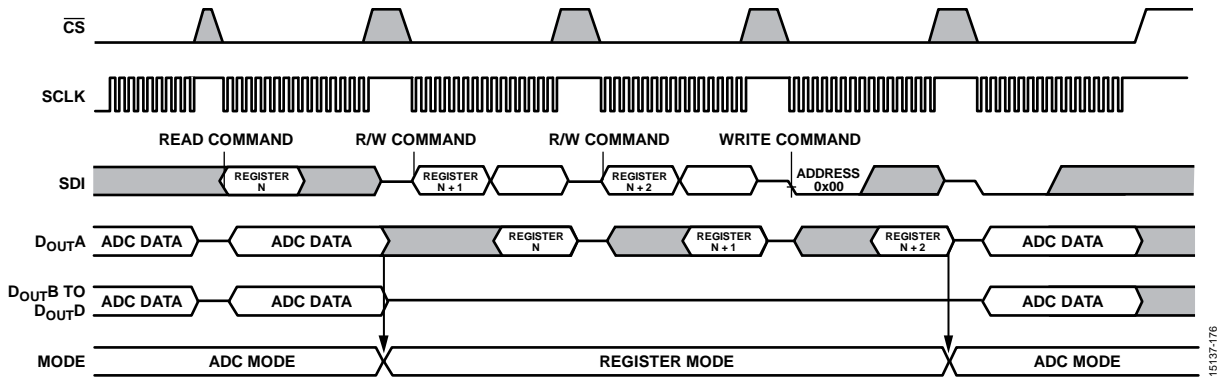 CS
SCLK
READ COMMAND R/W COMMAND R/W COMMAND WRITE COMMAND
SDI
REGISTER N
REGISTER N + 1
REGISTER N + 2
ADDRESS 0x00
DOUTA ADC DATA ADC DATA
REGISTER N
REGISTER N + 1
REGISTER N + 2
ADC DATA
DOUTB TO
DOUTD
ADC DATA ADC DATA ADC DATA
MODE ADC MODE REGISTER MODE ADC MODE
15137-176